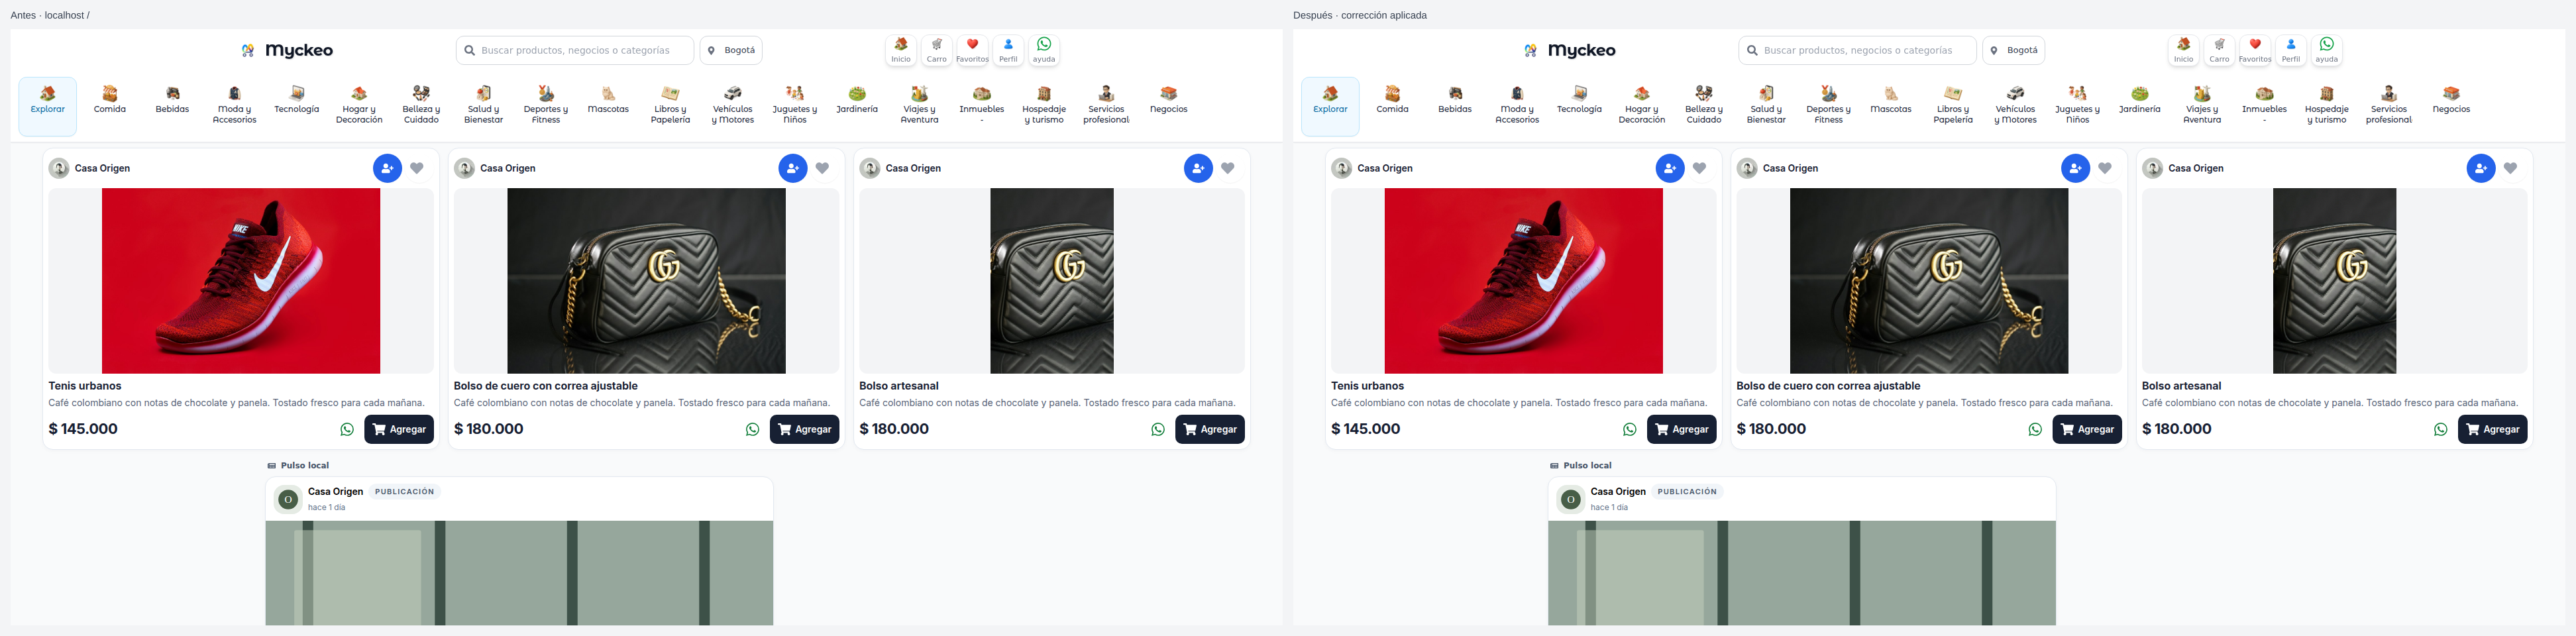 Antes · localhost /
Myckeo
Buscar productos, negocios o categorías
Bogotá
Inicio
Carro
Favoritos
Perfil
ayuda
Explorar
Comida
Bebidas
Moda y
Accesorios
Tecnología
Hogar y
Decoración
Belleza y
Cuidado
Salud y
Bienestar
Deportes y
Fitness
Mascotas
Libros y
Papelería
Vehículos
y Motores
Juguetes y
Niños
Jardinería
Viajes y
Aventura
Inmuebles
-
Hospedaje
y turismo
Servicios
profesional
Negocios
Casa Origen
NIKE
Tenis urbanos
Café colombiano con notas de chocolate y panela. Tostado fresco para cada mañana.
$ 145.000
Agregar
Casa Origen
GG
Bolso de cuero con correa ajustable
Café colombiano con notas de chocolate y panela. Tostado fresco para cada mañana.
$ 180.000
Agregar
Casa Origen
GG
Bolso artesanal
Café colombiano con notas de chocolate y panela. Tostado fresco para cada mañana.
$ 180.000
Agregar
Pulso local
O
Casa Origen
PUBLICACIÓN
hace 1 día
Después · corrección aplicada
Myckeo
Buscar productos, negocios o categorías
Bogotá
Inicio
Carro
Favoritos
Perfil
ayuda
Explorar
Comida
Bebidas
Moda y
Accesorios
Tecnología
Hogar y
Decoración
Belleza y
Cuidado
Salud y
Bienestar
Deportes y
Fitness
Mascotas
Libros y
Papelería
Vehículos
y Motores
Juguetes y
Niños
Jardinería
Viajes y
Aventura
Inmuebles
-
Hospedaje
y turismo
Servicios
profesional
Negocios
Casa Origen
NIKE
Tenis urbanos
Café colombiano con notas de chocolate y panela. Tostado fresco para cada mañana.
$ 145.000
Agregar
Casa Origen
GG
Bolso de cuero con correa ajustable
Café colombiano con notas de chocolate y panela. Tostado fresco para cada mañana.
$ 180.000
Agregar
Casa Origen
GG
Bolso artesanal
Café colombiano con notas de chocolate y panela. Tostado fresco para cada mañana.
$ 180.000
Agregar
Pulso local
O
Casa Origen
PUBLICACIÓN
hace 1 día